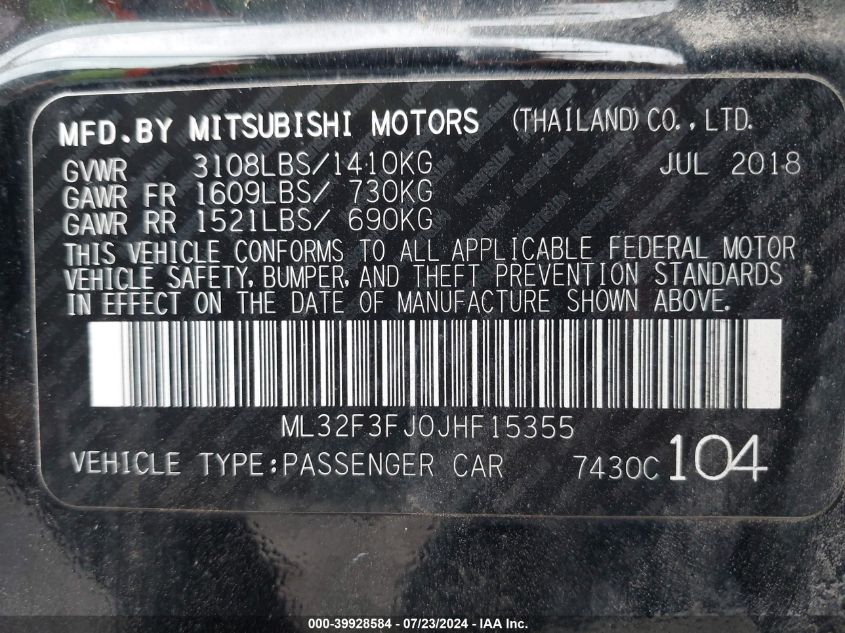 MFD.BY MITSUBISHI MOTORS (THAILAND) CO., LTD.
GVWR 3108LBS/1410KG JUL 2018
GAWR FR 1609LBS/ 730KG
GAWR RR 1521LBS/ 690KG
THIS VEHICLE CONFORMS TO ALL APPLICABLE FEDERAL MOTOR
VEHICLE SAFETY, BUMPER, AND THEFT PREVENTION STANDARDS
IN EFFECT ON THE DATE OF MANUFACTURE SHOWN ABOVE.
ML32F3FJ0JHF15355
VEHICLE TYPE:PASSENGER CAR 7430C 104
000-39928584 - 07/23/2024 - IAA Inc.